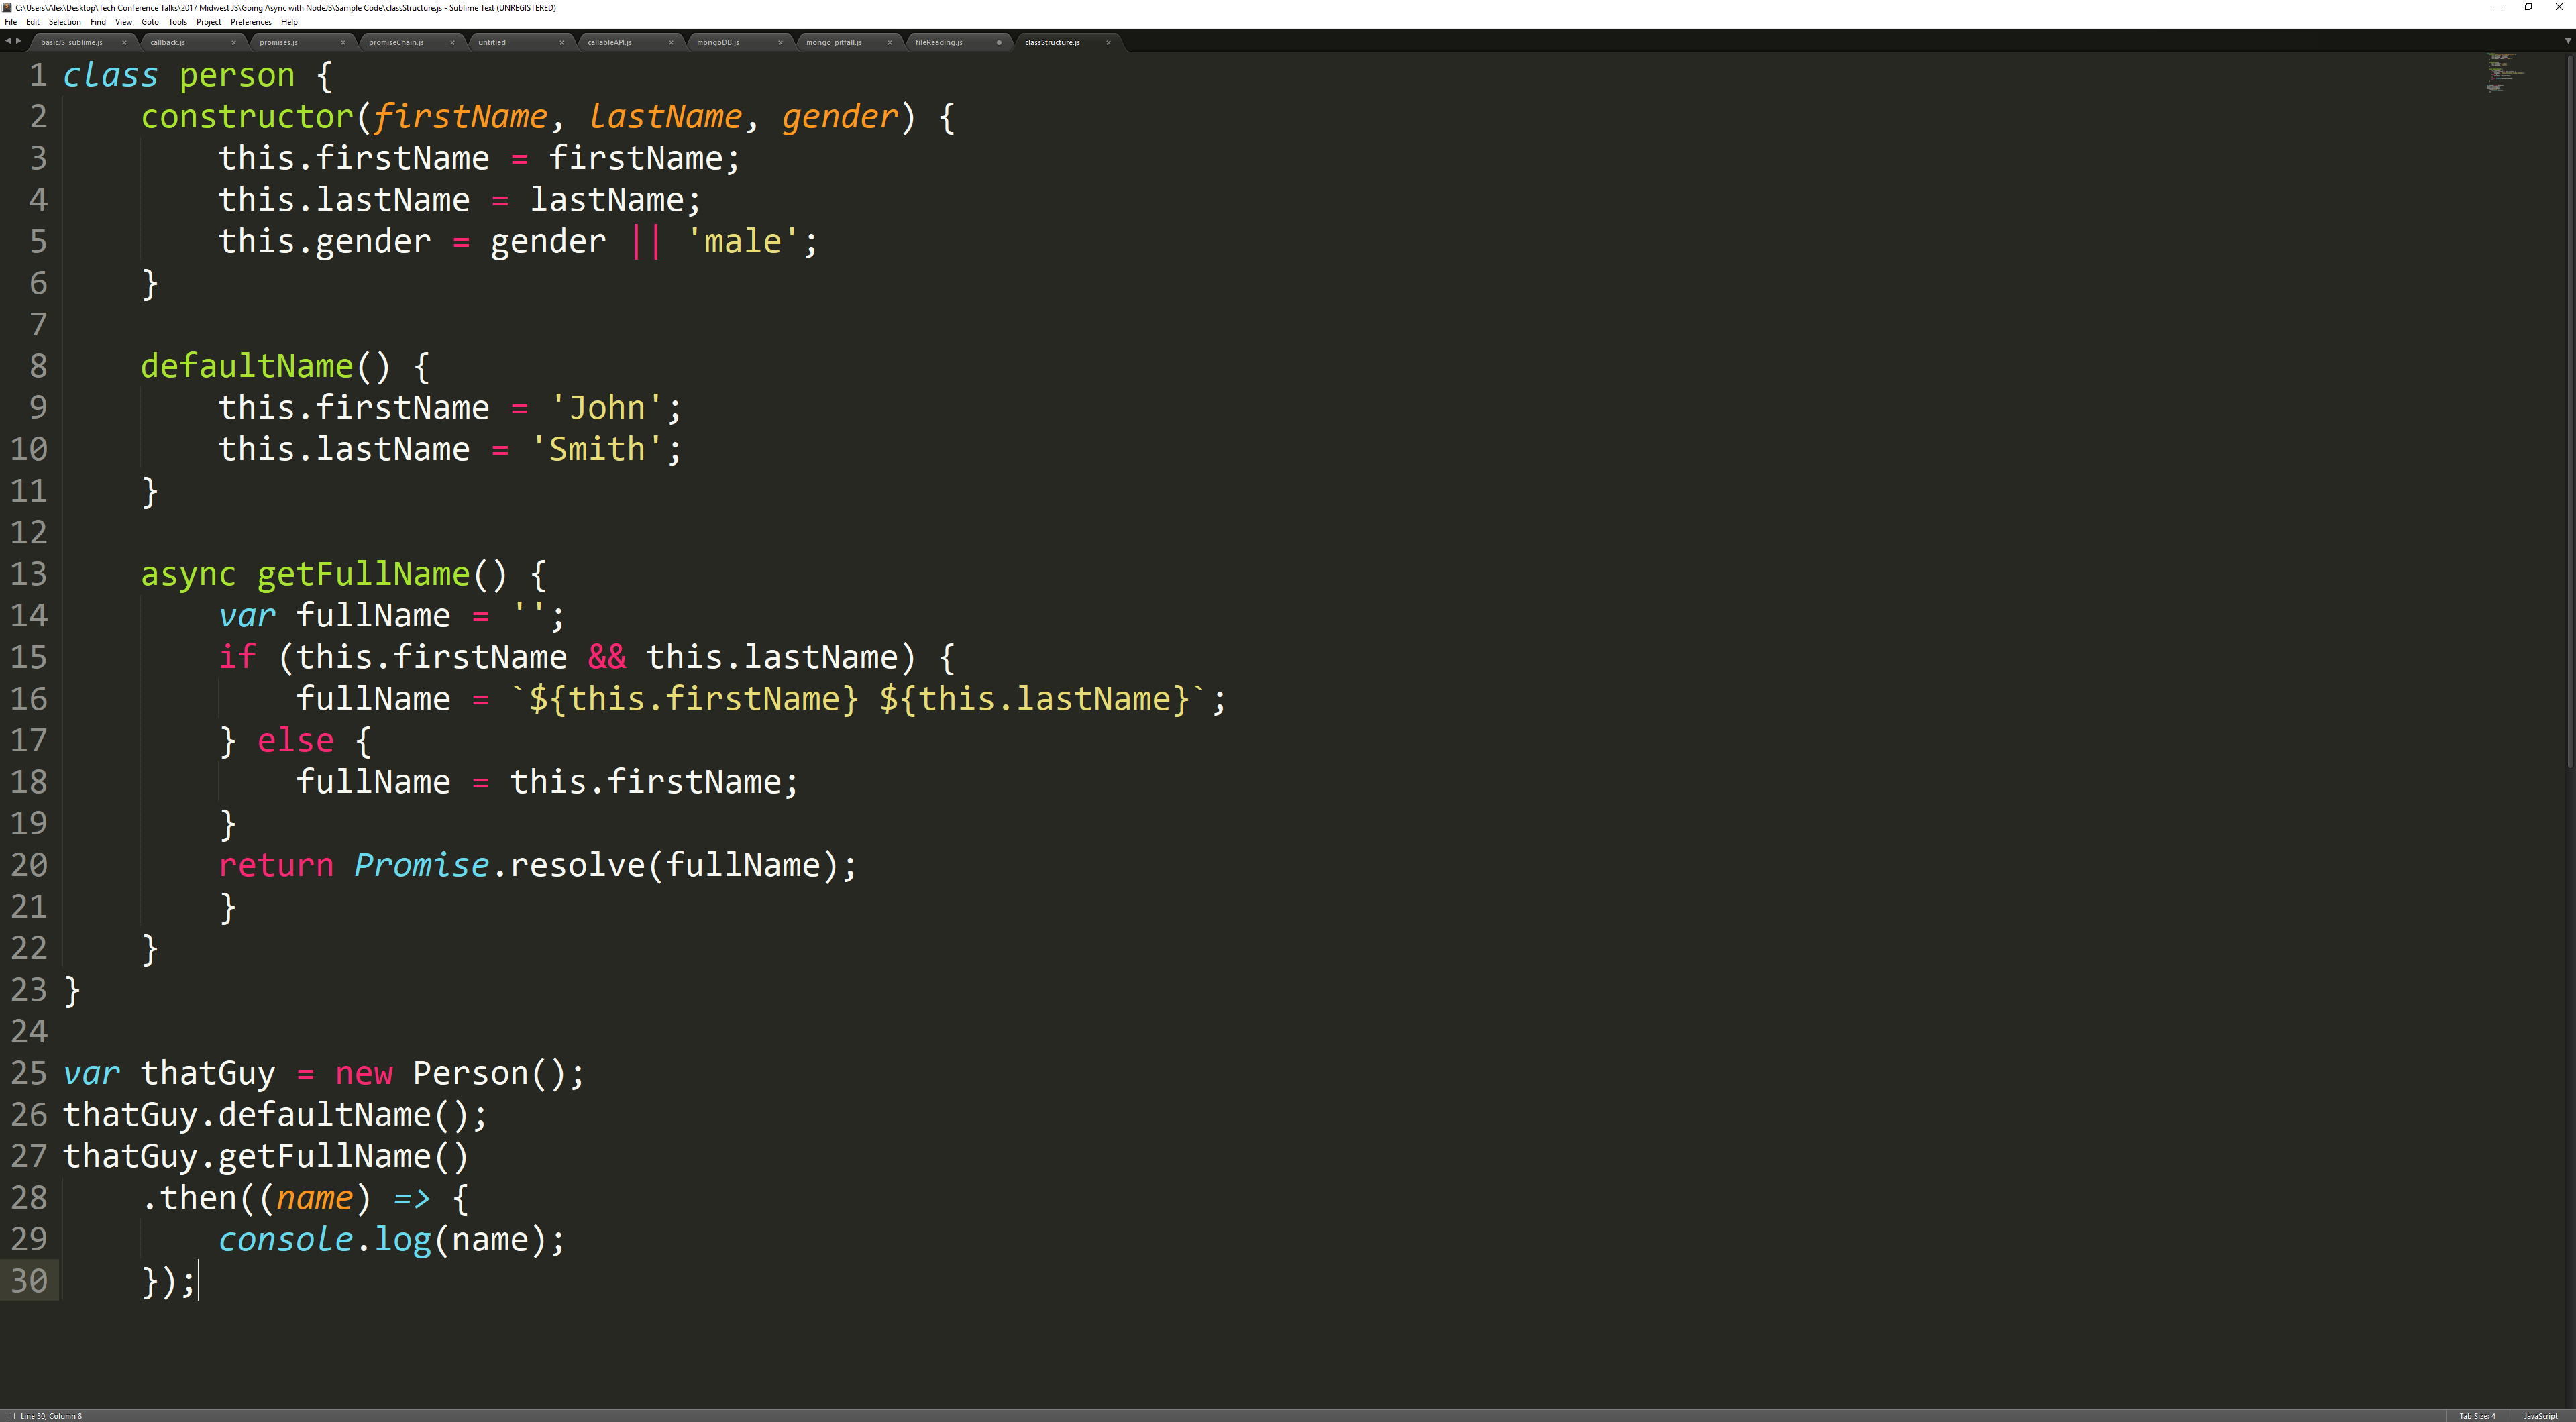 C:\Users\Alex\Desktop\Tech Conference Talks\2017 Midwest JS\Going Async with NodeJS\Sample Code\classStructure.js - Sublime Text (UNREGISTERED)
File Edit Selection Find View Goto Tools Project Preferences Help
basicJS_sublime.js callback.js promises.js promiseChain.js untitled callableAPI.js mongoDB.js mongo_pitfall.js fileReading.js classStructure.js
1 class person {
2     constructor(firstName, lastName, gender) {
3         this.firstName = firstName;
4         this.lastName = lastName;
5         this.gender = gender || 'male';
6     }
7
8     defaultName() {
9         this.firstName = 'John';
10         this.lastName = 'Smith';
11     }
12
13     async getFullName() {
14         var fullName = '';
15         if (this.firstName && this.lastName) {
16             fullName = `${this.firstName} ${this.lastName}`;
17         } else {
18             fullName = this.firstName;
19         }
20         return Promise.resolve(fullName);
21         }
22     }
23 }
24
25 var thatGuy = new Person();
26 thatGuy.defaultName();
27 thatGuy.getFullName()
28     .then((name) => {
29         console.log(name);
30     });
Line 30, Column 8 Tab Size: 4 JavaScript